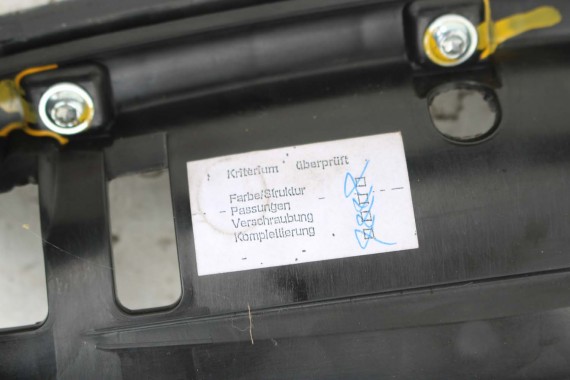 Kriterium überprüft
Farbe/Struktur
Passungen
Verschraubung
Komplettierung